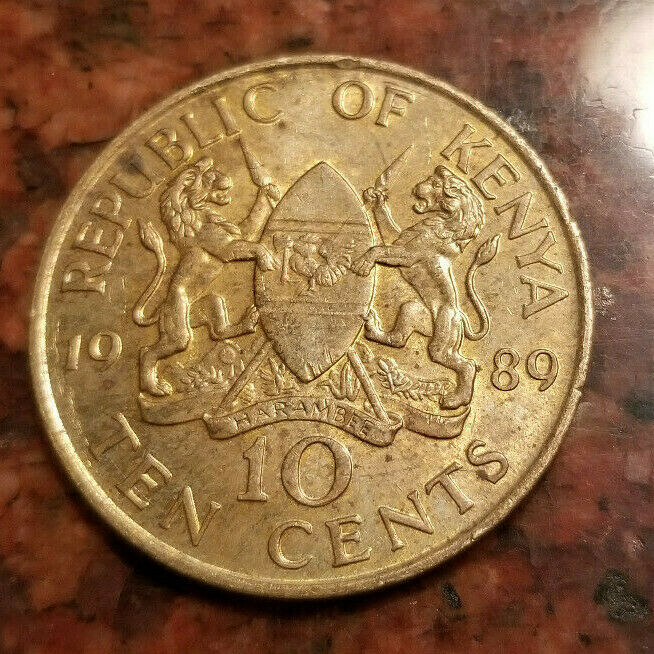 REPUBLIC OF KENYA
19 89
HARAMBEE
10
TEN CENTS